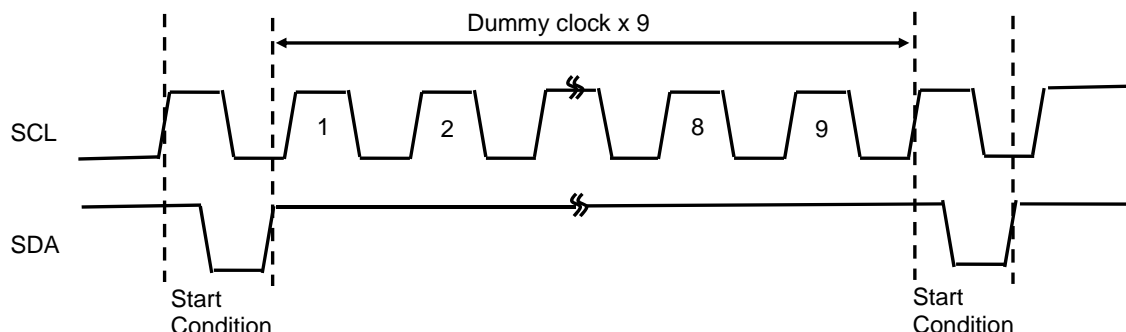 Dummy clock x 9
SCL
1
2
8
9
SDA
Start
Condition
Start
Condition